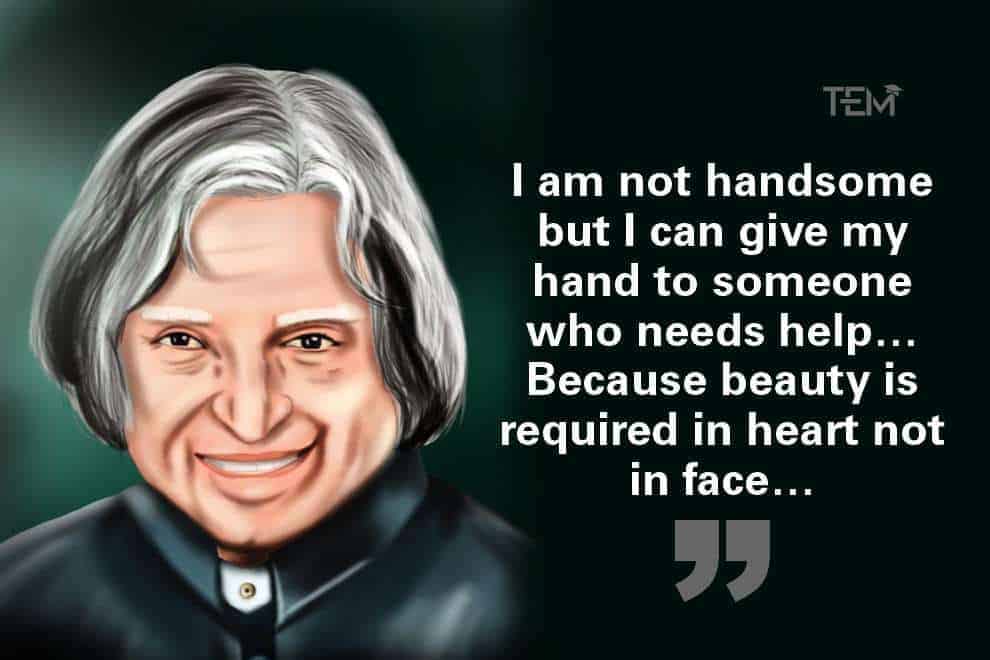 TEM
I am not handsome
but I can give my
hand to someone
who needs help...
Because beauty is
required in heart not
in face...
”